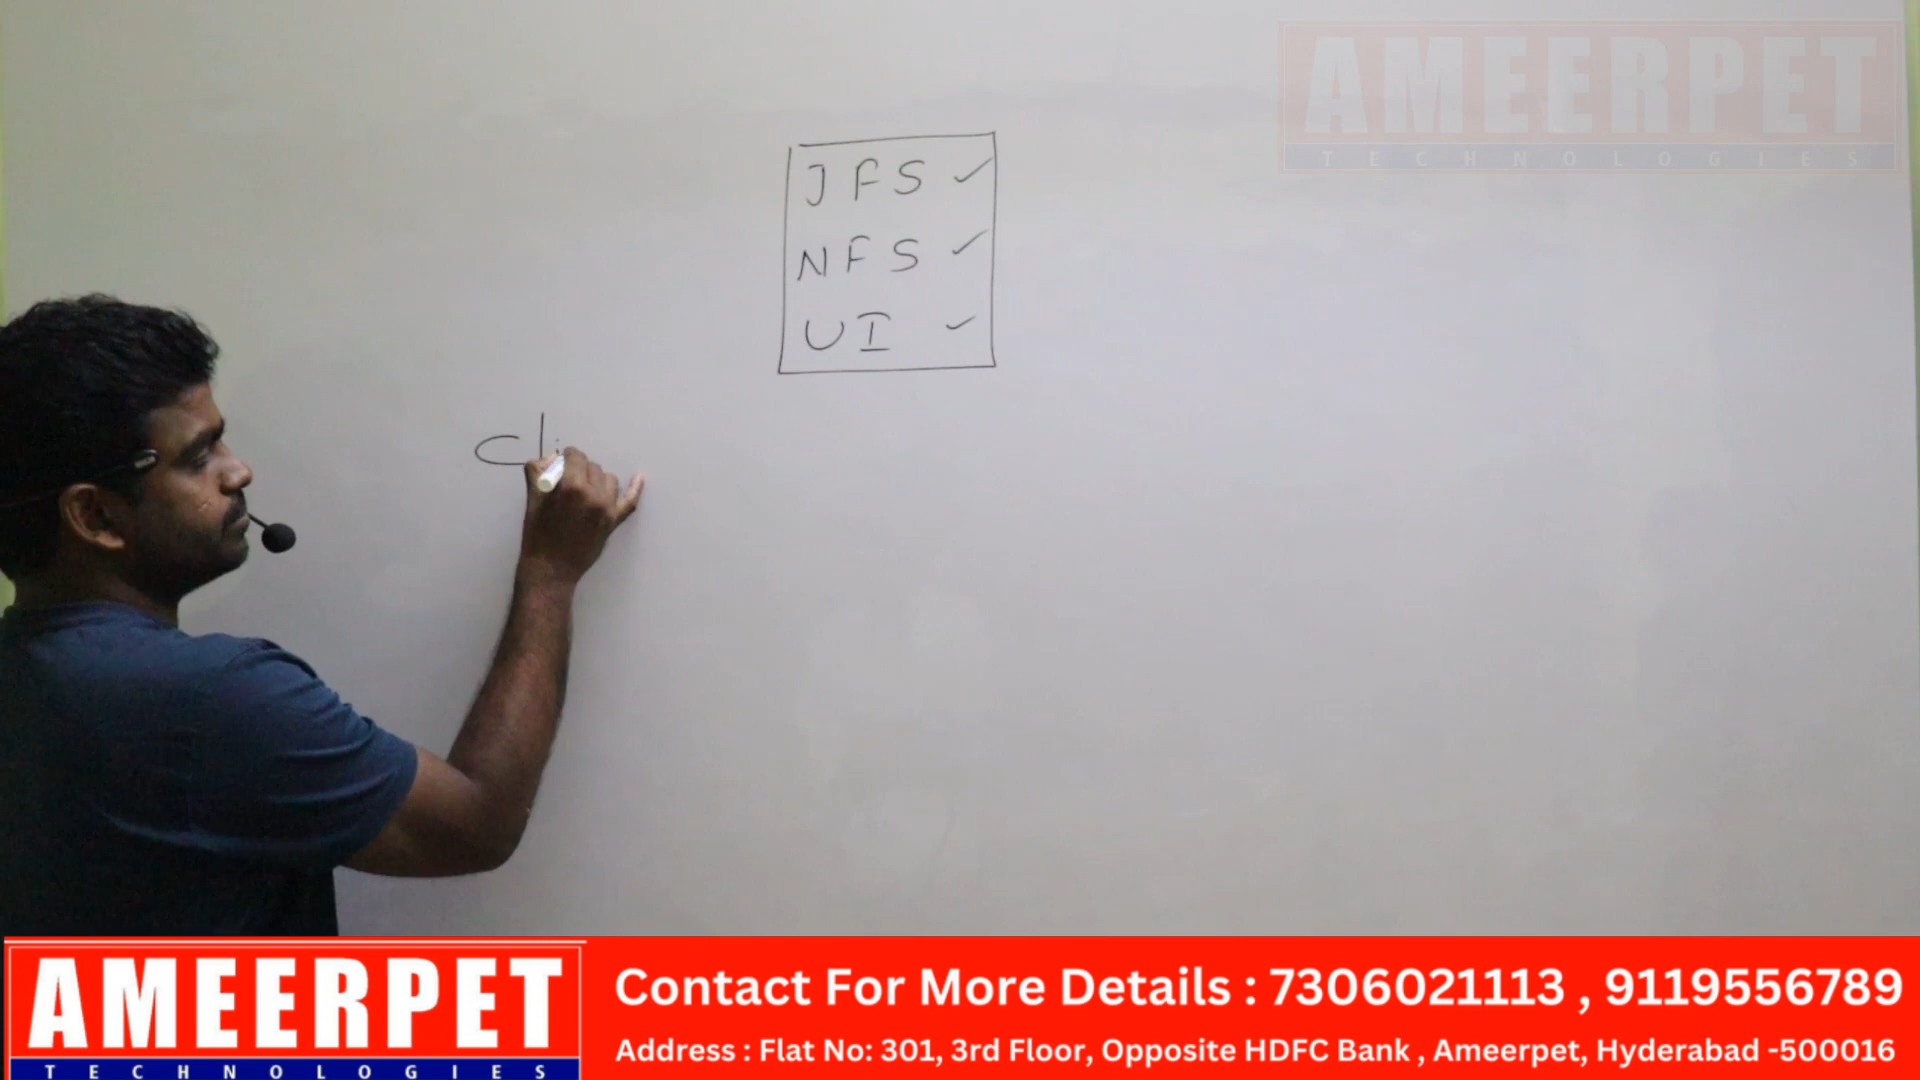 AMEERPET
TECHNOLOGIES
JFS ✓
NFS ✓
UI ✓
Cli
AMEERPET
TECHNOLOGIES
Contact For More Details : 7306021113 , 9119556789
Address : Flat No: 301, 3rd Floor, Opposite HDFC Bank , Ameerpet, Hyderabad -500016